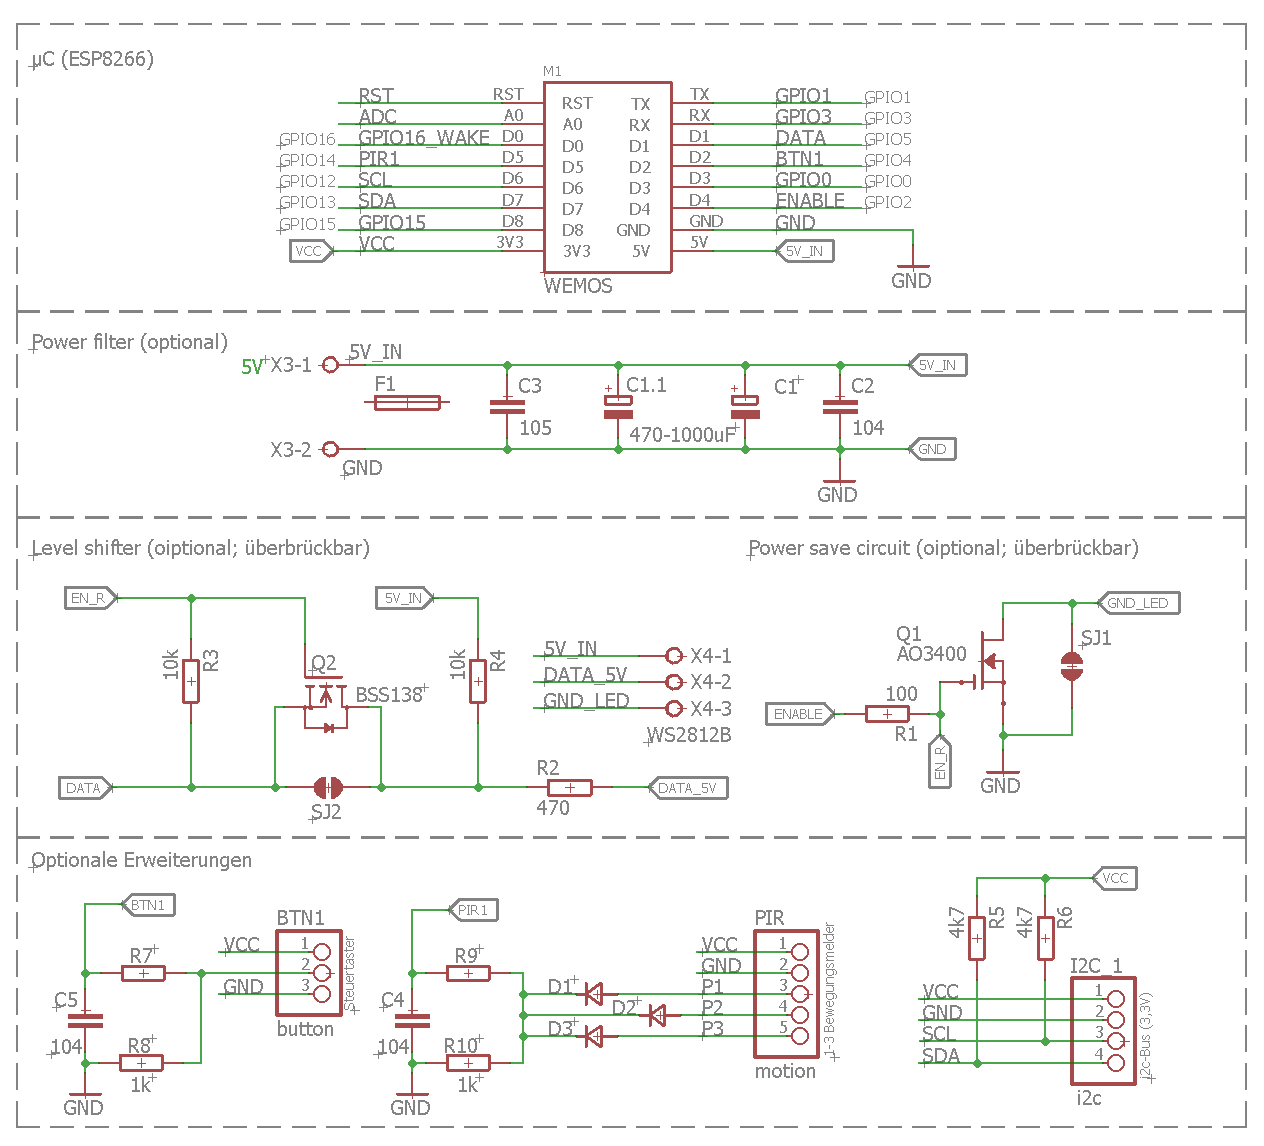 µC (ESP8266)
M1
RST RST RST TX TX GPIO1 GPIO1
ADC A0 A0 RX RX GPIO3 GPIO3
GPIO16 GPIO16_WAKE D0 D0 D1 D1 DATA GPIO5
GPIO14 PIR1 D5 D5 D2 D2 BTN1 GPIO4
GPIO12 SCL D6 D6 D3 D3 GPIO0 GPIO0
GPIO13 SDA D7 D7 D4 D4 ENABLE GPIO2
GPIO15 GPIO15 D8 D8 GND GND GND
VCC VCC 3V3 3V3 5V 5V 5V_IN
WEMOS
GND
Power filter (optional)
5V X3-1 5V_IN 5V_IN
F1 C3 C1.1 C1 C2
105 470-1000uF 104
X3-2 GND
GND
GND
Level shifter (oiptional; überbrückbar)
EN_R 5V_IN
10k R3 Q2 10k R4
BSS138
5V_IN X4-1
DATA_5V X4-2
GND_LED X4-3
WS2812B
DATA SJ2 R2 DATA_5V
470
Power save circuit (oiptional; überbrückbar)
GND_LED
Q1 SJ1
AO3400
100
ENABLE
R1
EN_R
GND
Optionale Erweiterungen
BTN1
BTN1
R7 VCC 1
2
C5 GND 3
Steuertaster
104 R8 button
1k
GND
PIR1
PIR
R9 VCC 1
GND 2
C4 D1 P1 3
D2 P2 4
104 R10 D3 P3 5
1-3 Bewegungsmelder
1k motion
GND
VCC
4k7 R5 4k7 R6
I2C_1
VCC 1
GND 2
SCL 3
SDA 4
i2c-Bus (3,3V)
i2c